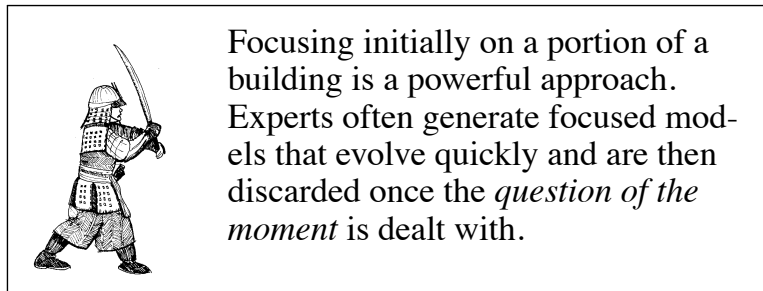 Focusing initially on a portion of a
building is a powerful approach.
Experts often generate focused mod-
els that evolve quickly and are then
discarded once the question of the
moment is dealt with.